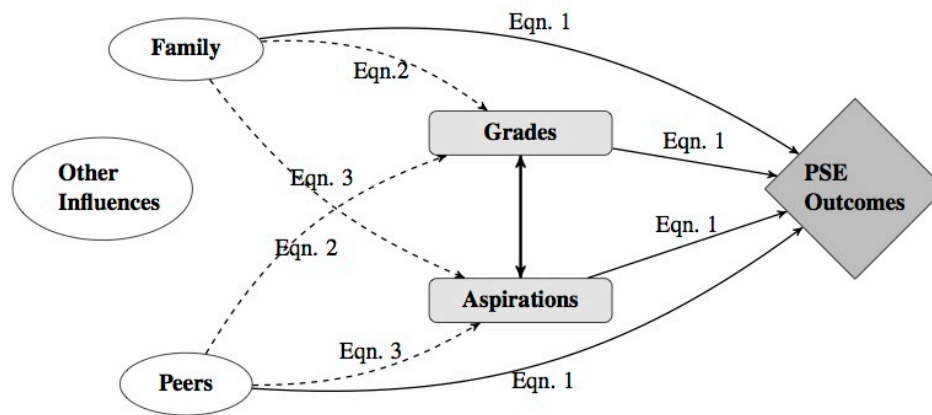 Eqn. 1
Family
Eqn.2
Grades
Eqn. 1
Other
Influences
Eqn. 3
PSE
Outcomes
Eqn. 1
Eqn. 2
Aspirations
Eqn. 3
Peers
Eqn. 1